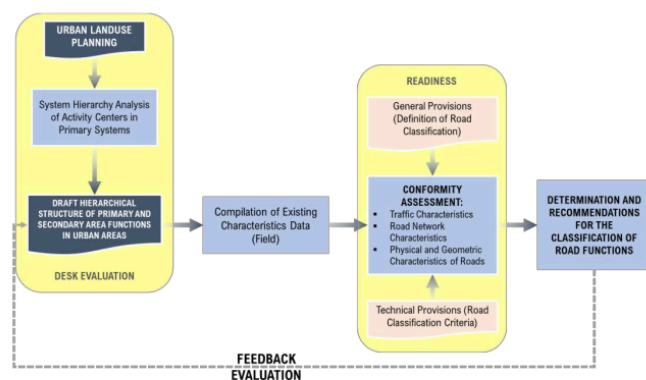 URBAN LANDUSE
PLANNING
System Hierarchy Analysis
of Activity Centers in
Primary Systems
DRAFT HIERARCHICAL
STRUCTURE OF PRIMARY AND
SECONDARY AREA FUNCTIONS
IN URBAN AREAS
DESK EVALUATION
Compilation of Existing
Characteristics Data
(Field)
READINESS
General Provisions
(Definition of Road
Classification)
CONFORMITY
ASSESSMENT:
• Traffic Characteristics
• Road Network
Characteristics
• Physical and Geometric
Characteristics of Roads
Technical Provisions (Road
Classification Criteria)
DETERMINATION AND
RECOMMENDATIONS
FOR THE
CLASSIFICATION OF
ROAD FUNCTIONS
FEEDBACK
EVALUATION